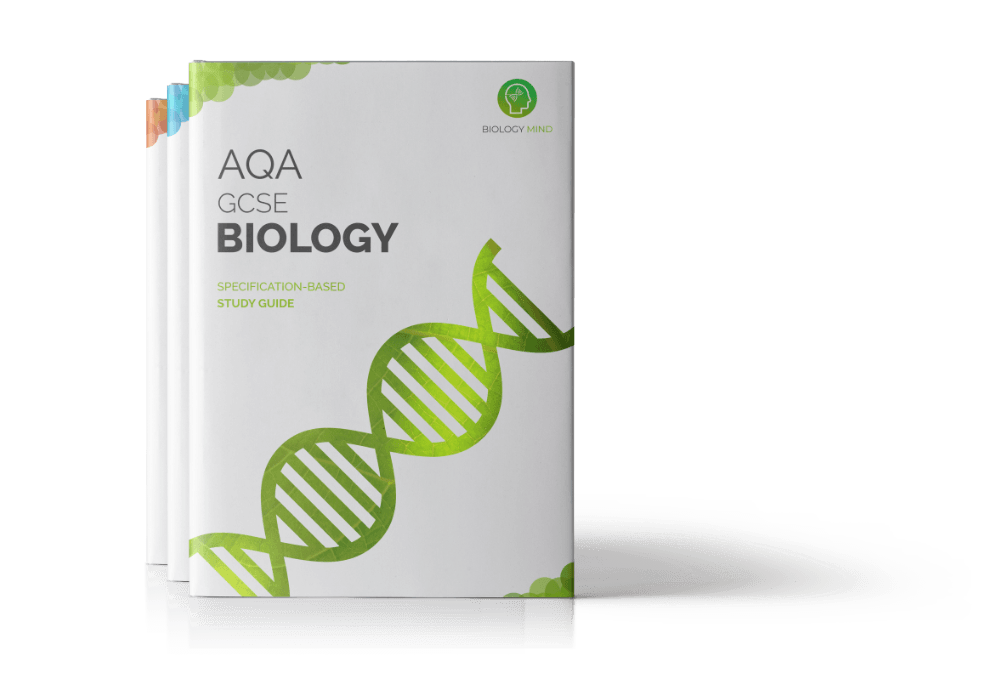 BIOLOGY MIND
AQA
GCSE
BIOLOGY
SPECIFICATION-BASED
STUDY GUIDE